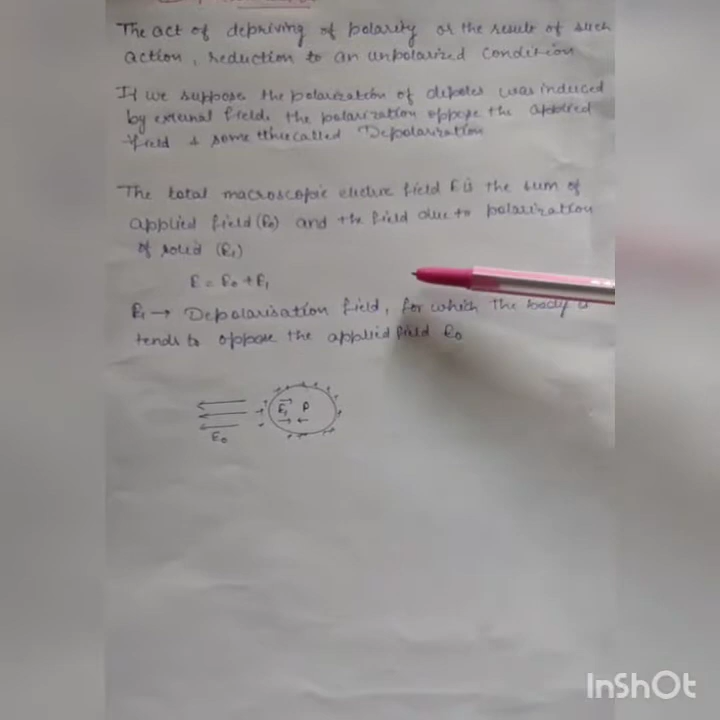 The act of depriving of polarity or the result of such
action, reduction to an unpolarized condition
If we suppose the polarization of dipoles was induced
by external field, the polarization oppose the applied
field is some time called Depolarization
The total macroscopic electric field E is the sum of
applied field (E0) and the field due to polarization
of solid (E1)
E = E0 + E1
E1 → Depolarisation field, for which the body is
tends to oppose the applied field E0
E1 P
E0
InShOt